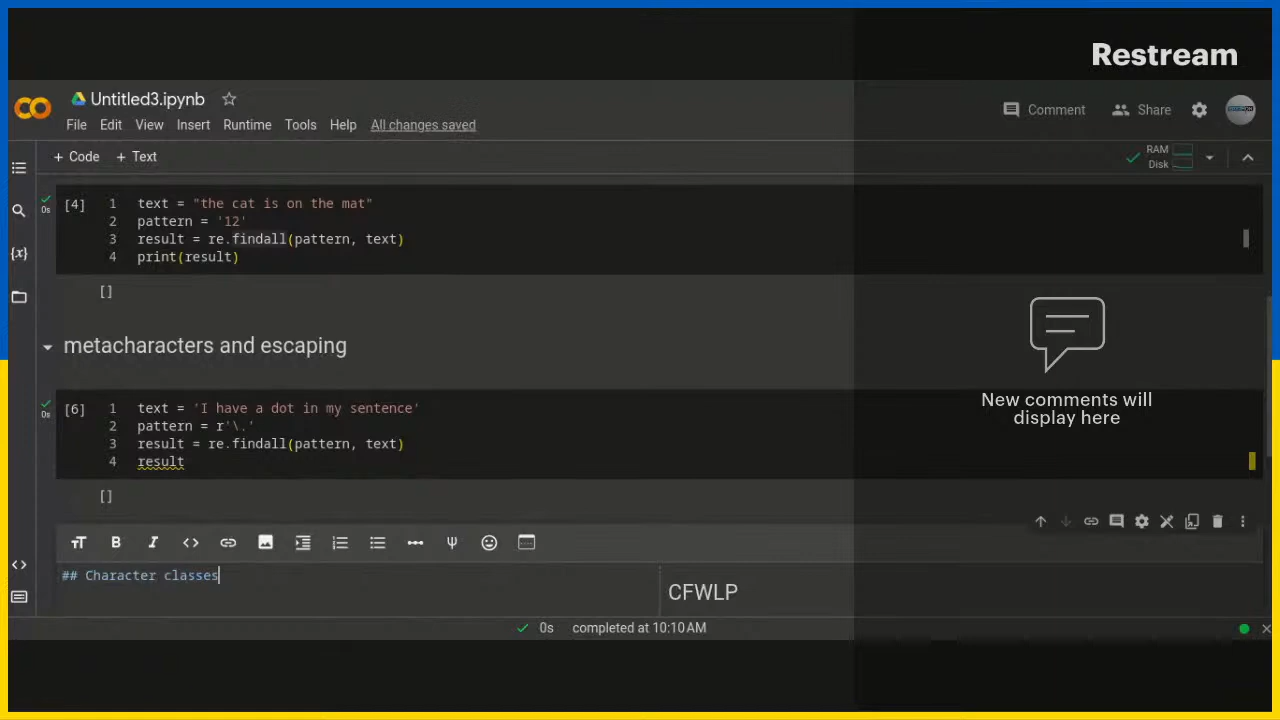 Restream
Untitled3.ipynb
File Edit View Insert Runtime Tools Help All changes saved
Comment Share
+ Code + Text
RAM
Disk
[4] 1 text = "the cat is on the mat"
2 pattern = '12'
3 result = re.findall(pattern, text)
4 print(result)
0s
[]
metacharacters and escaping
[6] 1 text = 'I have a dot in my sentence'
2 pattern = r'\.'
3 result = re.findall(pattern, text)
4 result
0s
[]
New comments will
display here
## Character classes
CFWLP
0s completed at 10:10 AM